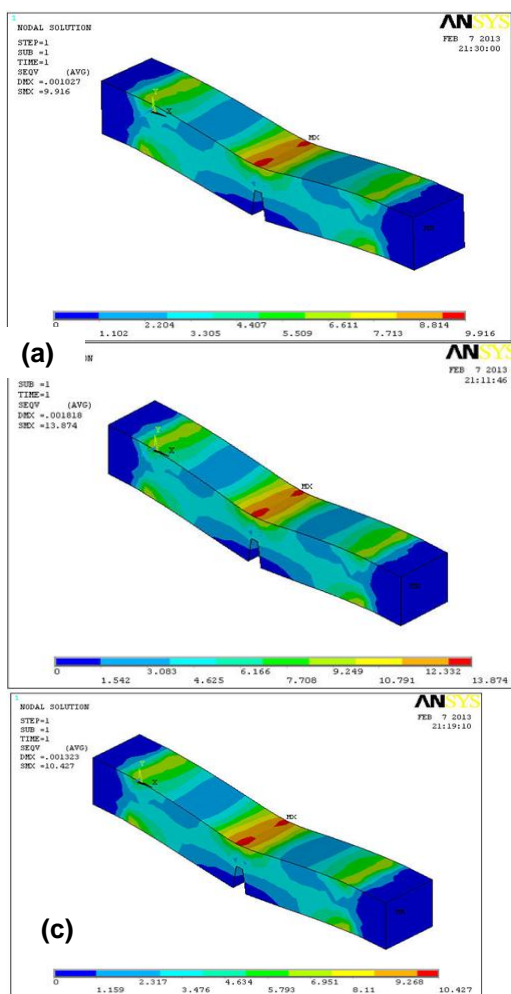 1
NODAL SOLUTION
STEP=1
SUB =1
TIME=1
SEQV (AVG)
DMX =.001027
SMX =9.916
ANSYS
FEB 7 2013
21:30:00
Y
X
MX
0 2.204 4.407 6.611 8.814
1.102 3.305 5.509 7.713 9.916
(a)
ANSYS
FEB 7 2013
21:11:46
SUB =1
TIME=1
SEQV (AVG)
DMX =.001818
SMX =13.874
Y
X
MX
0 3.083 6.166 9.249 12.332
1.542 4.625 7.708 10.791 13.874
1
NODAL SOLUTION
STEP=1
SUB =1
TIME=1
SEQV (AVG)
DMX =.001323
SMX =10.427
ANSYS
FEB 7 2013
21:19:10
Y
X
MX
(c)
0 2.317 4.634 6.951 9.268
1.159 3.476 5.793 8.11 10.427